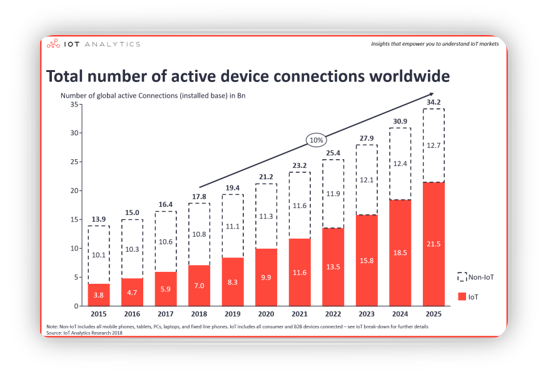 IOT ANALYTICS
Insights that empower you to understand IoT markets
Total number of active device connections worldwide
Number of global active Connections (installed base) in Bn
35
30
25
20
15
10
5
0
10%
13.9 15.0 16.4 17.8 19.4 21.2 23.2 25.4 27.9 30.9 34.2
10.1 10.3 10.6 10.8 11.1 11.3 11.6 11.9 12.1 12.4 12.7
3.8 4.7 5.9 7.0 8.3 9.9 11.6 13.5 15.8 18.5 21.5
2015 2016 2017 2018 2019 2020 2021 2022 2023 2024 2025
Non-IoT
IoT
Note: Non-IoT includes all mobile phones, tablets, PCs, laptops, and fixed line phones. IoT includes all consumer and B2B devices connected – see IoT break-down for further details
Source: IoT Analytics Research 2018